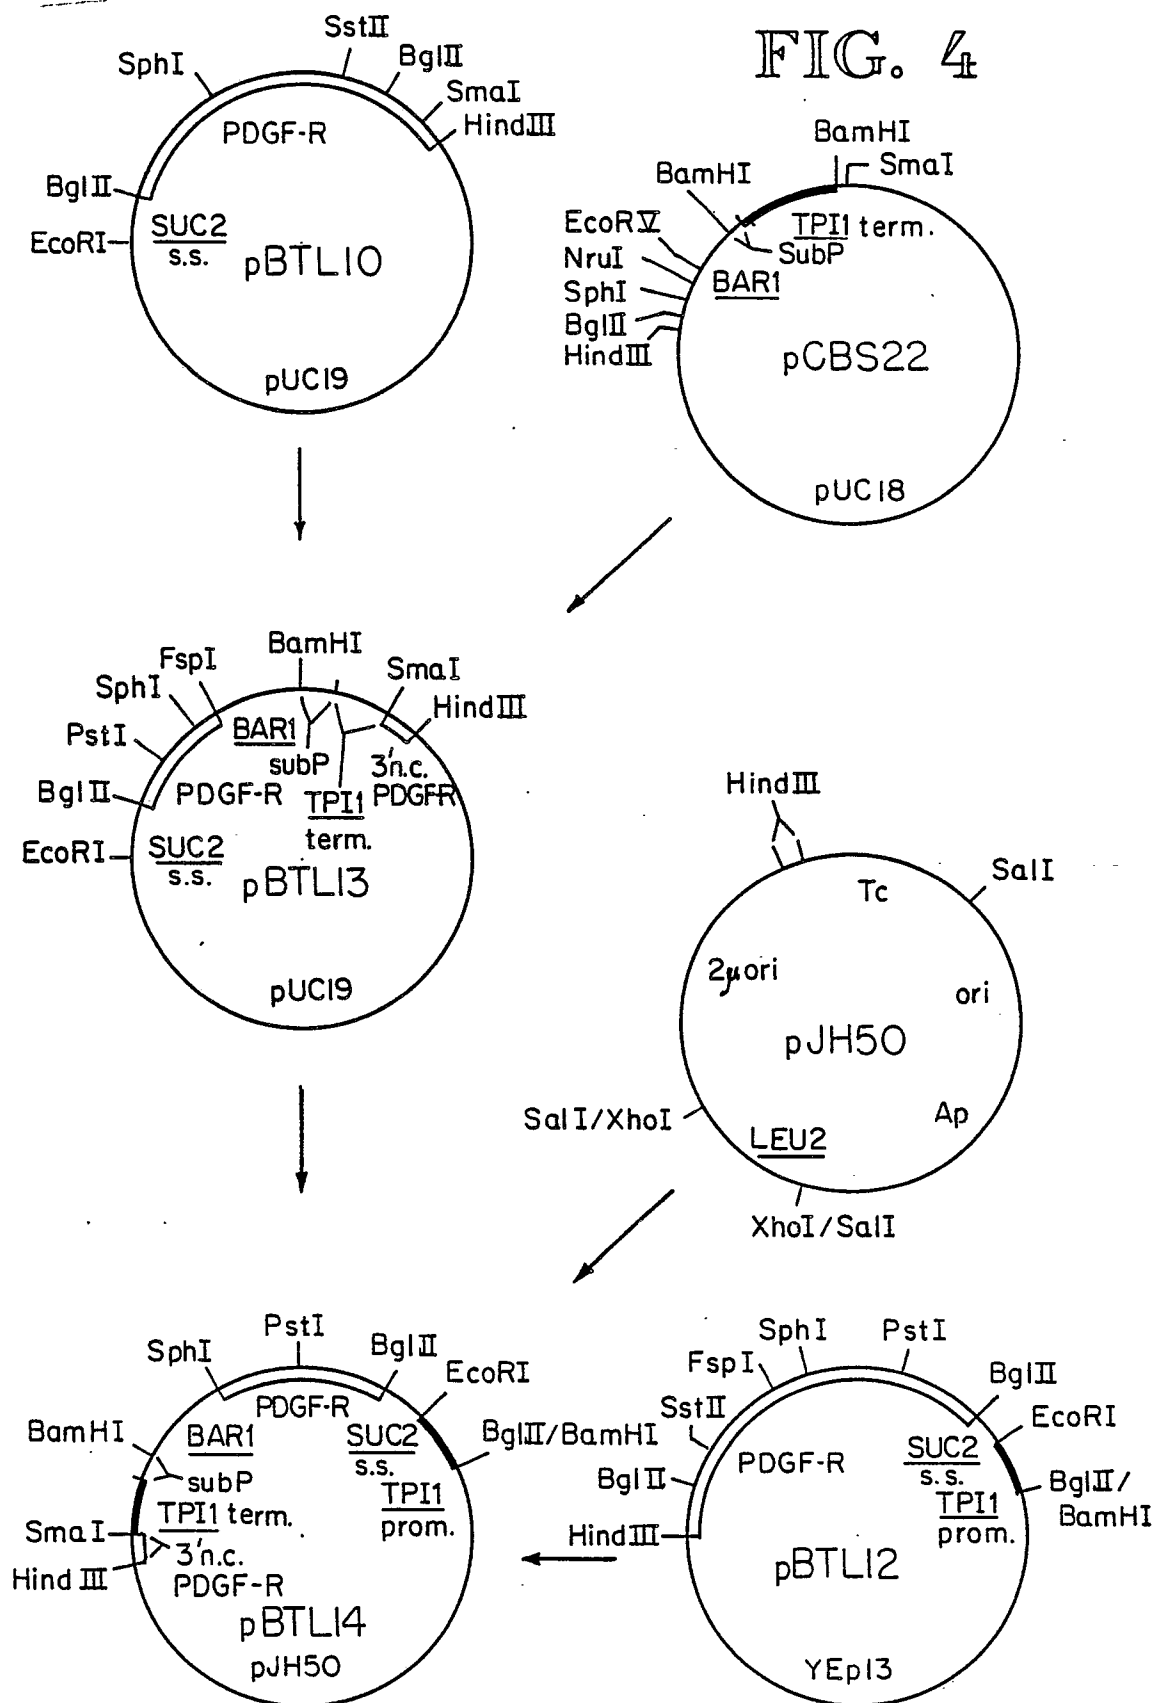 FIG. 4
SstII
BglII
SphI
SmaI
HindIII
PDGF-R
BglII
EcoRI
SUC2
s.s.
pBTL10
pUC19
BamHI
SmaI
BamHI
EcoRV
TPI1 term.
SubP
NruI
BAR1
SphI
BglII
HindIII
pCBS22
pUC18
BamHI
FspI
SmaI
SphI
HindIII
PstI
BAR1
subP
3'n.c.
BglII
PDGF-R
TPI1
PDGFR
term.
EcoRI
SUC2
s.s.
pBTL13
pUC19
HindIII
SalI
Tc
2μ ori
ori
pJH50
SalI/XhoI
Ap
LEU2
XhoI/SalI
PstI
SphI
BglII
EcoRI
PDGF-R
BamHI
BAR1
SUC2
s.s.
BglII/BamHI
subP
TPI1
prom.
TPI1 term.
SmaI
3'n.c.
HindIII
PDGF-R
pBTL14
pJH50
SphI
PstI
FspI
BglII
SstII
EcoRI
SUC2
s.s.
PDGF-R
BglII
BglII/
BamHI
TPI1
prom.
HindIII
pBTL12
YEp13